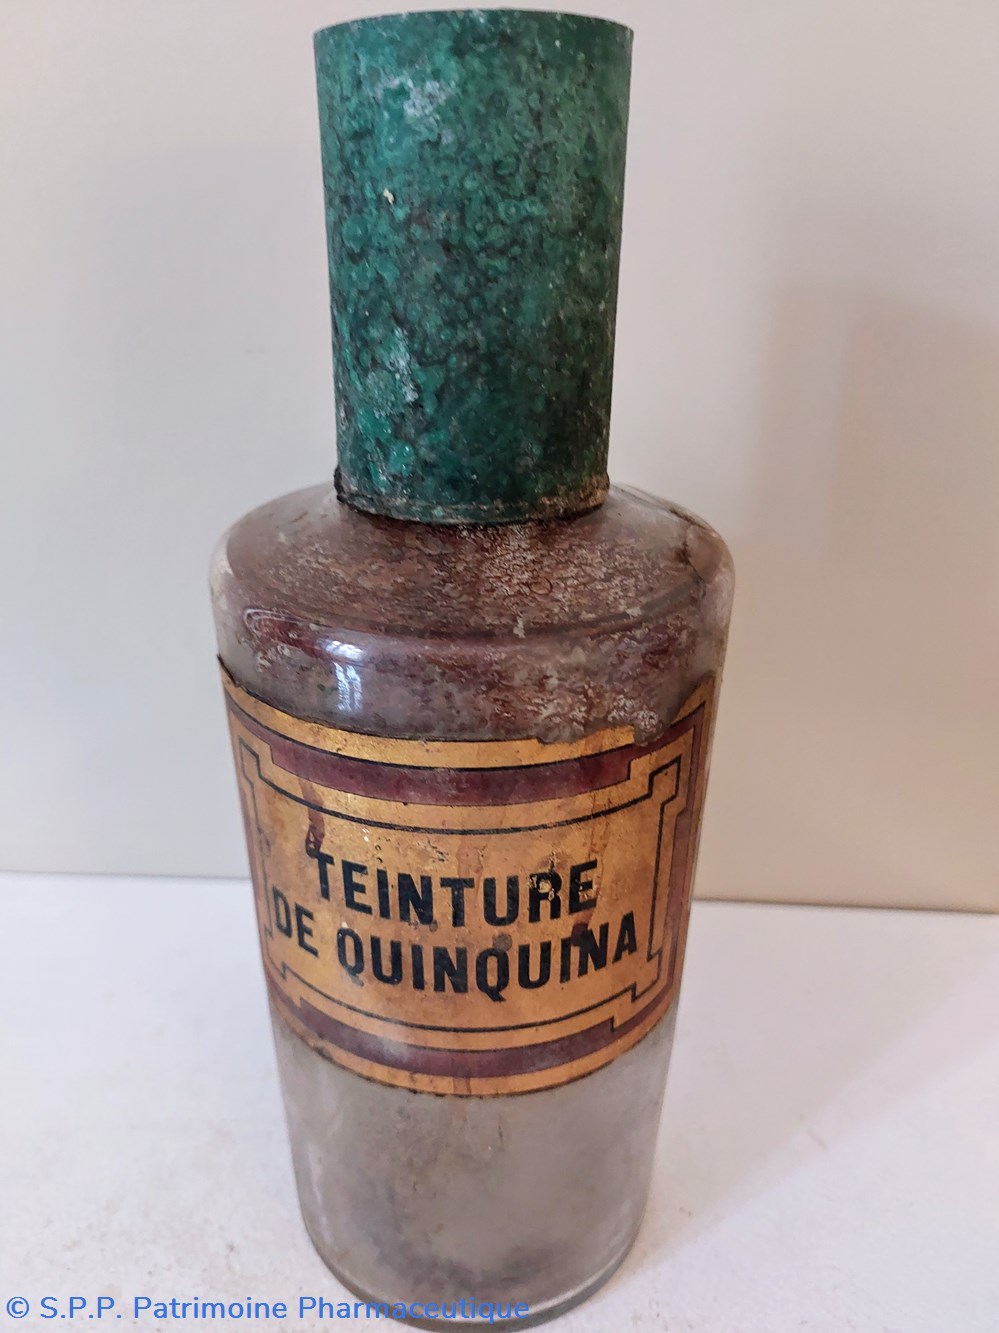 TEINTURE
DE QUINQUINA
© S.P.P. Patrimoine Pharmaceutique